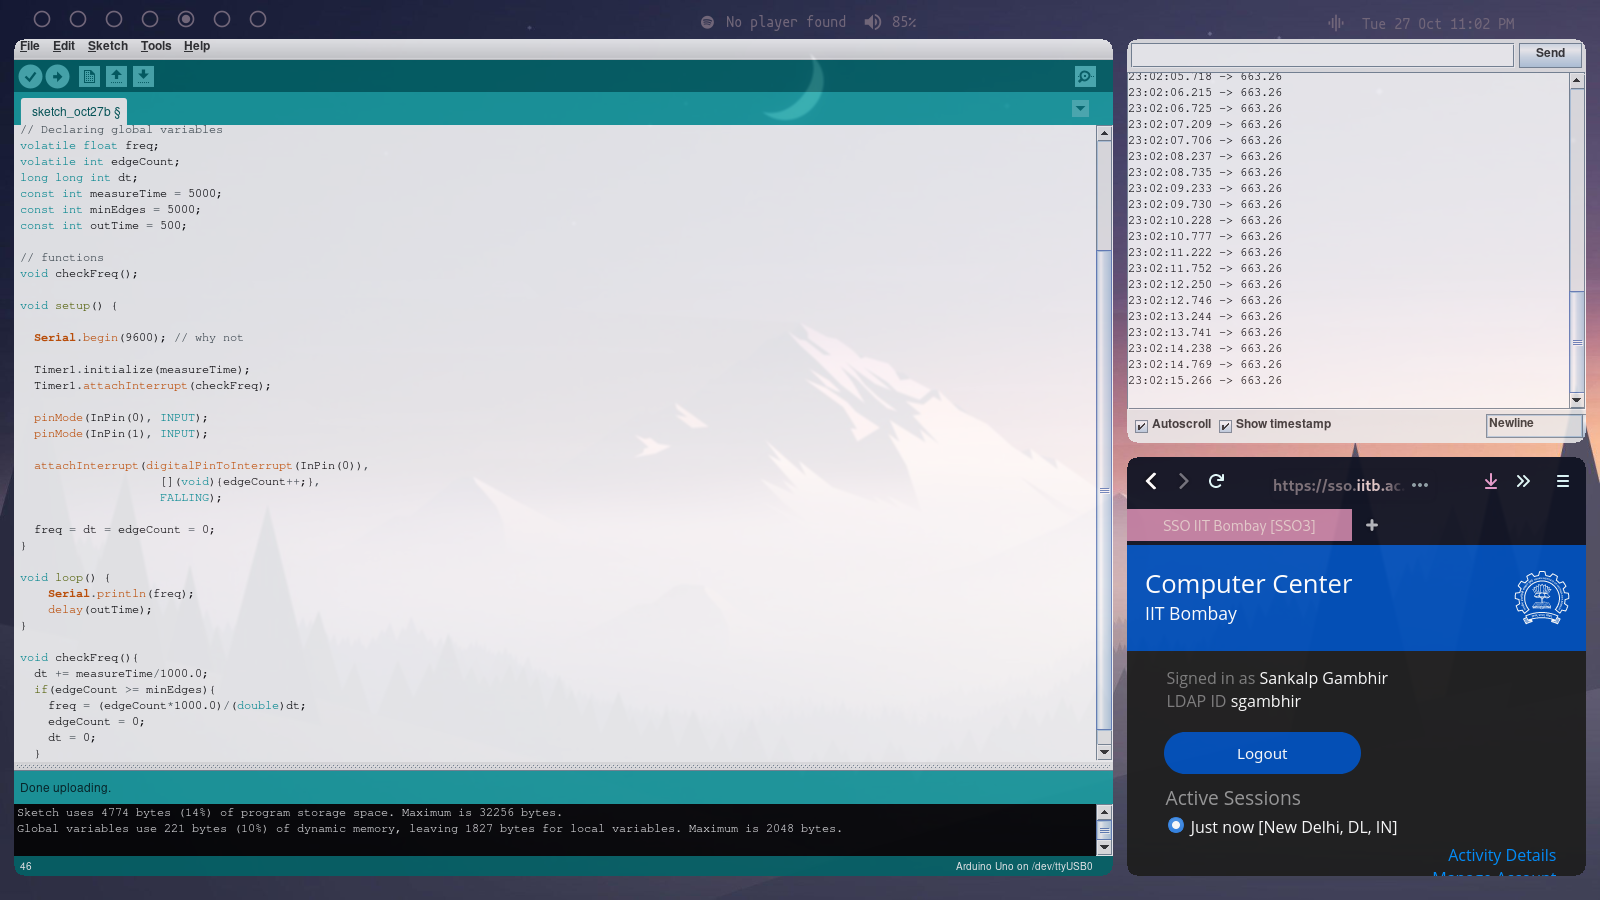 No player found 85%
Tue 27 Oct 11:02 PM
File Edit Sketch Tools Help
sketch_oct27b §
// Declaring global variables
volatile float freq;
volatile int edgeCount;
long long int dt;
const int measureTime = 5000;
const int minEdges = 5000;
const int outTime = 500;
// functions
void checkFreq();
void setup() {
Serial.begin(9600); // why not
Timer1.initialize(measureTime);
Timer1.attachInterrupt(checkFreq);
pinMode(InPin(0), INPUT);
pinMode(InPin(1), INPUT);
attachInterrupt(digitalPinToInterrupt(InPin(0)),
[](void){edgeCount++;},
FALLING);
freq = dt = edgeCount = 0;
}
void loop() {
Serial.println(freq);
delay(outTime);
}
void checkFreq(){
dt += measureTime/1000.0;
if(edgeCount >= minEdges){
freq = (edgeCount*1000.0)/(double)dt;
edgeCount = 0;
dt = 0;
}
Done uploading.
Sketch uses 4774 bytes (14%) of program storage space. Maximum is 32256 bytes.
Global variables use 221 bytes (10%) of dynamic memory, leaving 1827 bytes for local variables. Maximum is 2048 bytes.
46
Arduino Uno on /dev/ttyUSB0
Send
23:02:05.718 -> 663.26
23:02:06.215 -> 663.26
23:02:06.725 -> 663.26
23:02:07.209 -> 663.26
23:02:07.706 -> 663.26
23:02:08.237 -> 663.26
23:02:08.735 -> 663.26
23:02:09.233 -> 663.26
23:02:09.730 -> 663.26
23:02:10.228 -> 663.26
23:02:10.777 -> 663.26
23:02:11.222 -> 663.26
23:02:11.752 -> 663.26
23:02:12.250 -> 663.26
23:02:12.746 -> 663.26
23:02:13.244 -> 663.26
23:02:13.741 -> 663.26
23:02:14.238 -> 663.26
23:02:14.769 -> 663.26
23:02:15.266 -> 663.26
Autoscroll Show timestamp Newline
https://sso.iitb.ac.
SSO IIT Bombay [SSO3]
Computer Center
IIT Bombay
Signed in as Sankalp Gambhir
LDAP ID sgambhir
Logout
Active Sessions
Just now [New Delhi, DL, IN]
Activity Details
Manage Account